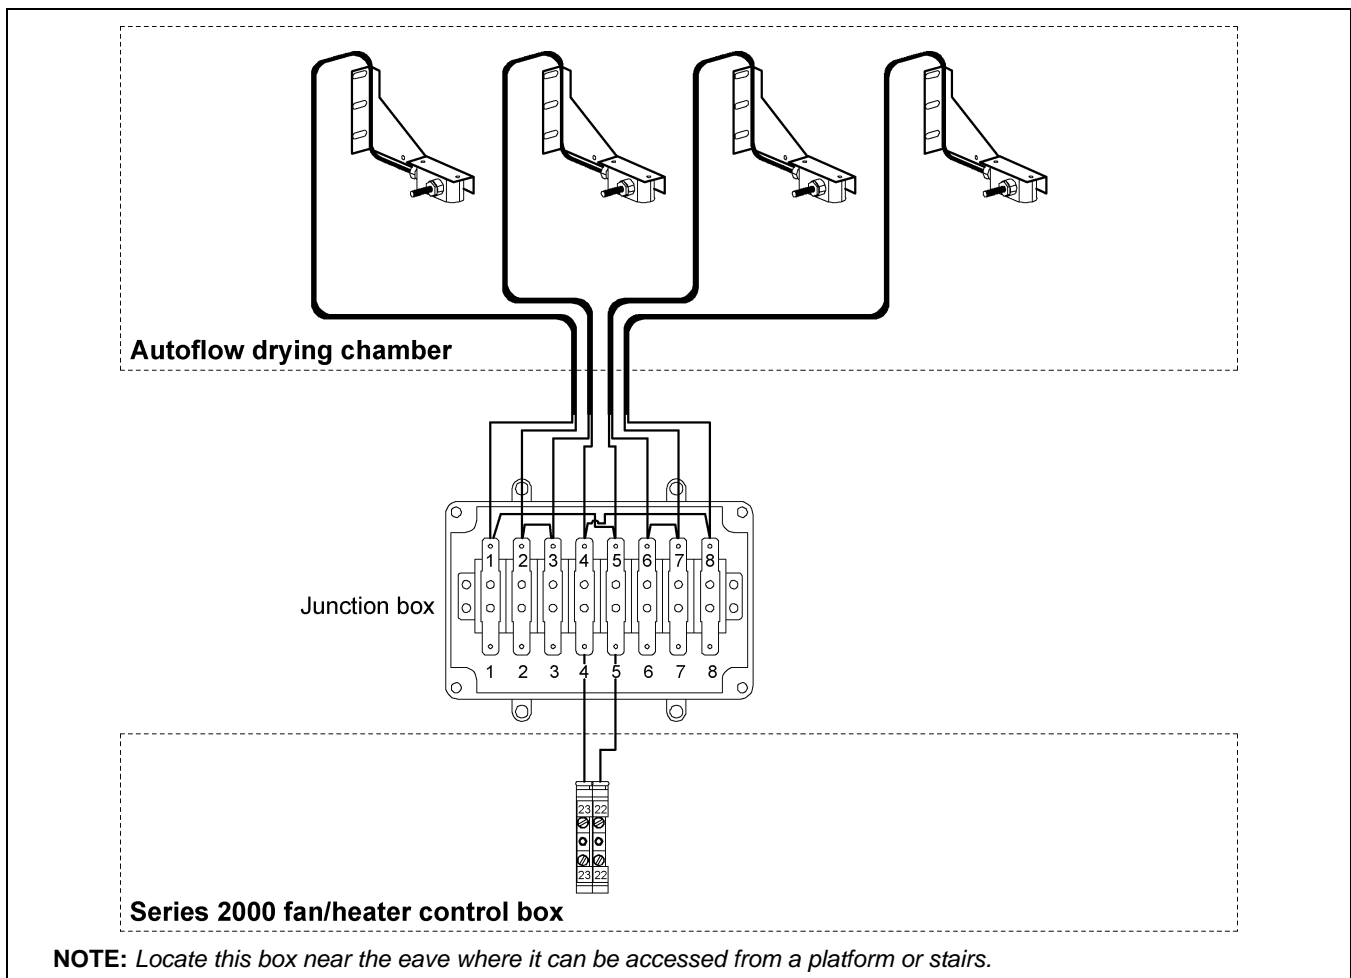 Autoflow drying chamber
1 2 3 4 5 6 7 8
Junction box
1 2 3 4 5 6 7 8
23 22
23 22
Series 2000 fan/heater control box
NOTE: Locate this box near the eave where it can be accessed from a platform or stairs.